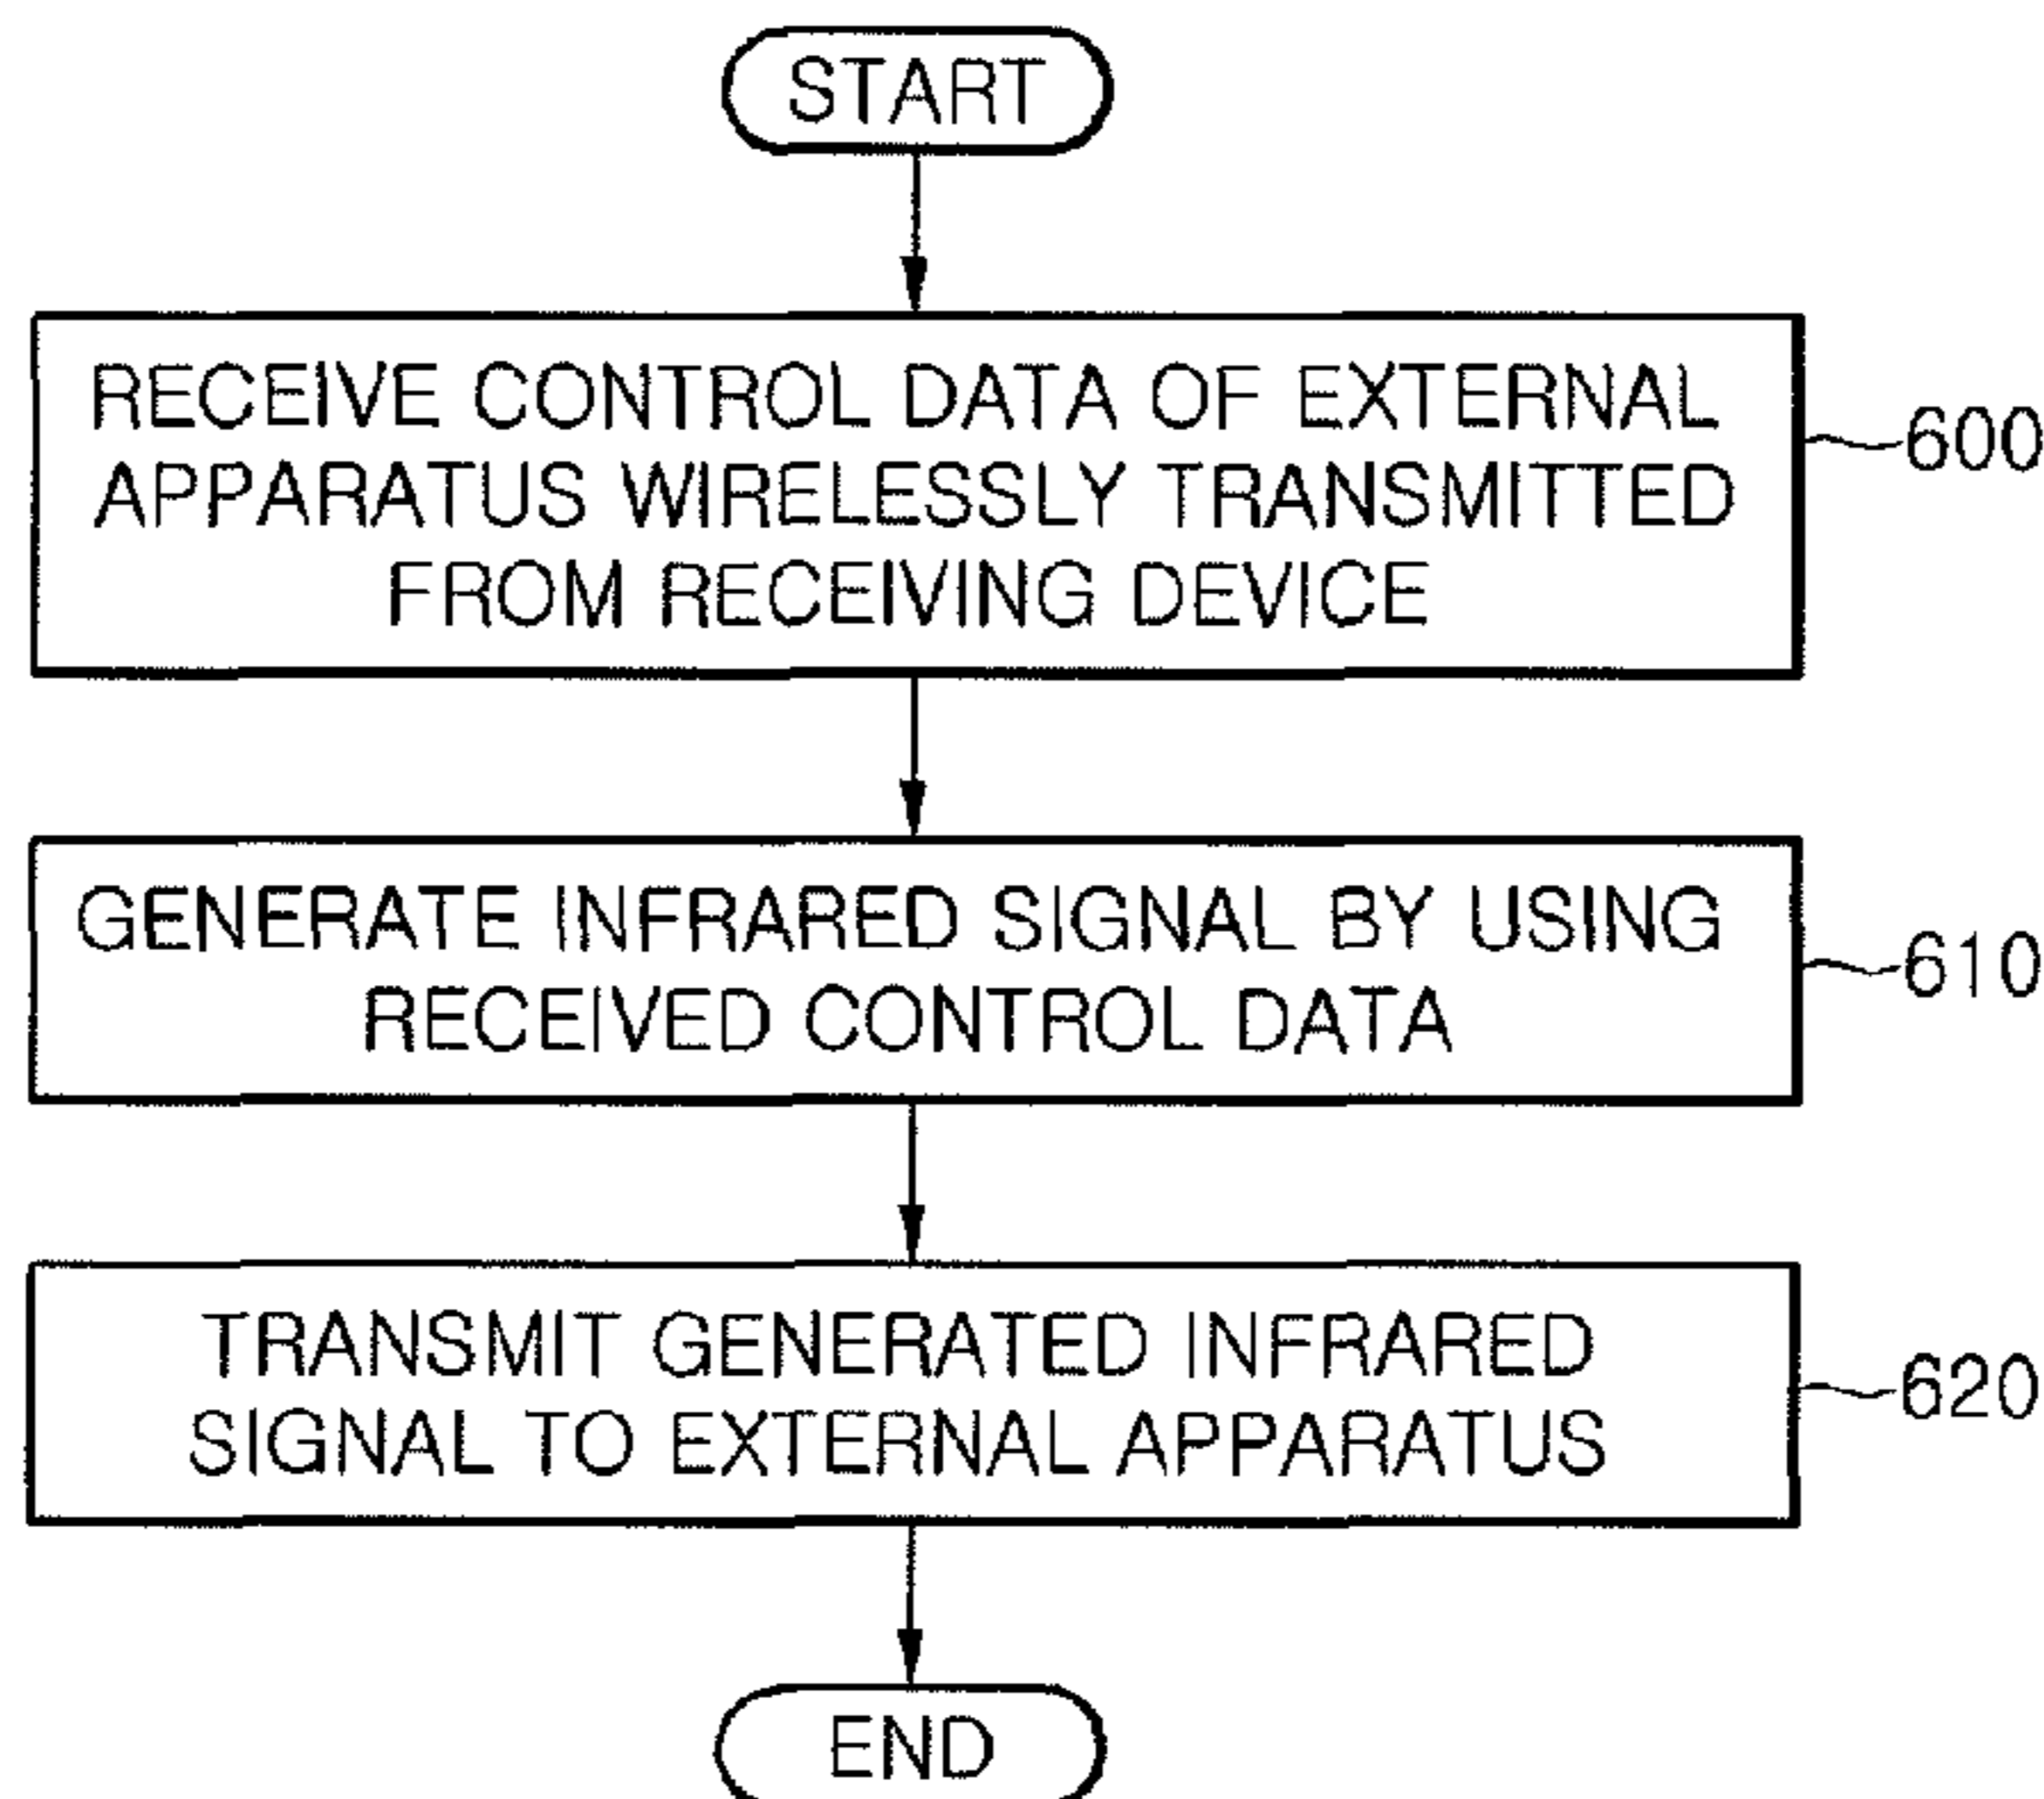 START
RECEIVE CONTROL DATA OF EXTERNAL
APPARATUS WIRELESSLY TRANSMITTED
FROM RECEIVING DEVICE
600
GENERATE INFRARED SIGNAL BY USING
RECEIVED CONTROL DATA
610
TRANSMIT GENERATED INFRARED
SIGNAL TO EXTERNAL APPARATUS
620
END